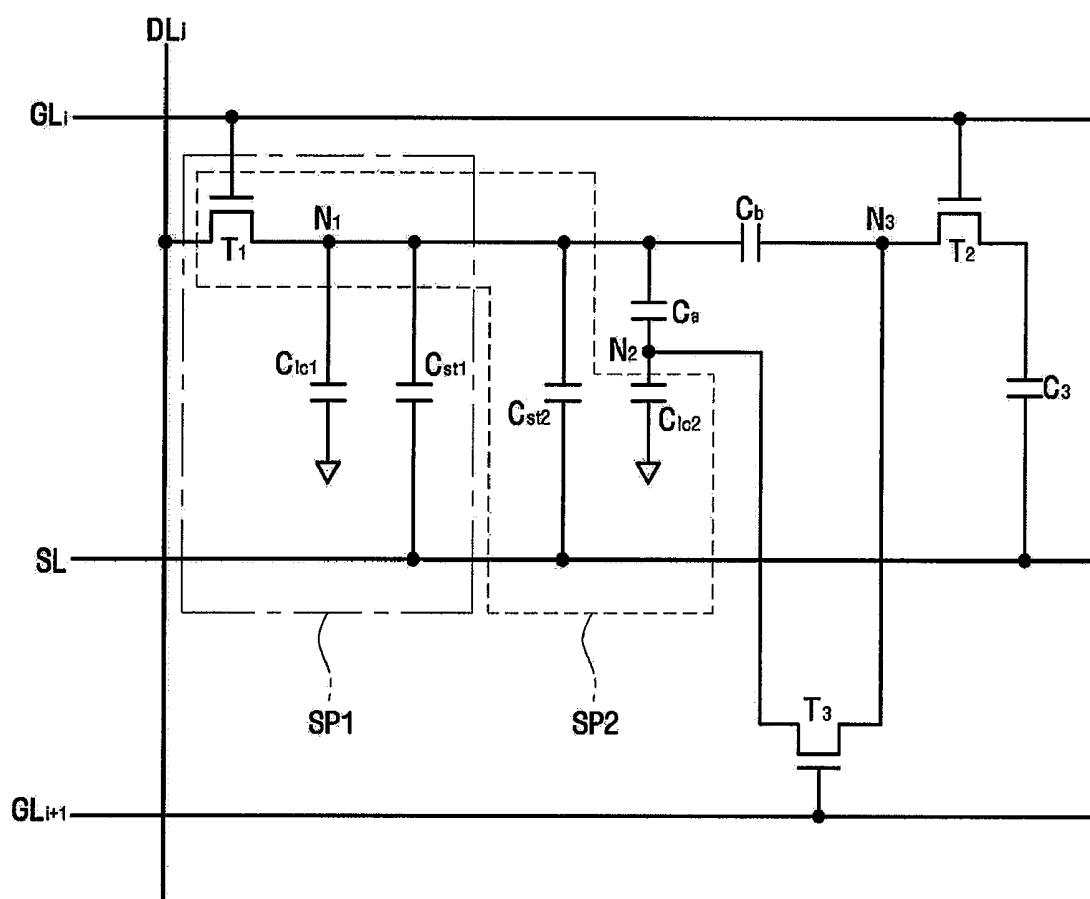 DLj
GLi
T1
N1
Cb
N3
T2
Ca
N2
Clc1
Cst1
Cst2
Clc2
C3
SL
SP1
SP2
T3
GLi+1